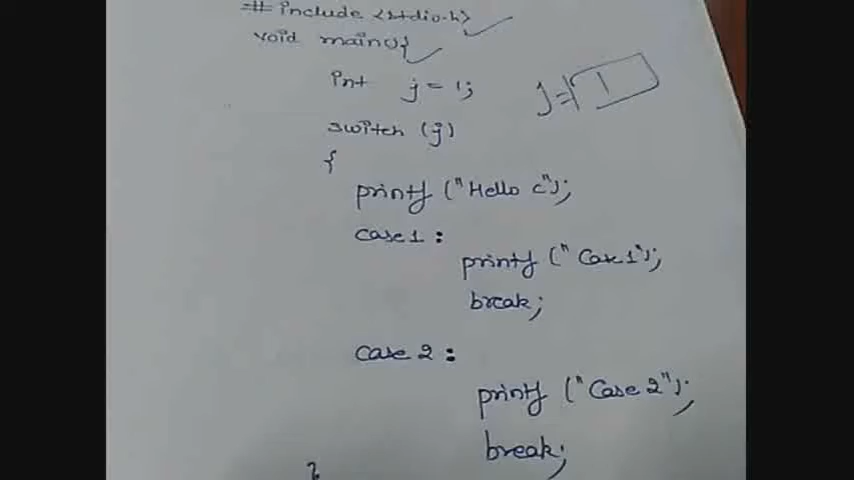 # include <stdio.h>
void main(){
int j = 1;
j = 1
switch (j)
{
printf ("Hello c");
case 1 :
printf (" Case 1");
break;
case 2 :
printf (" Case 2");
break;
}